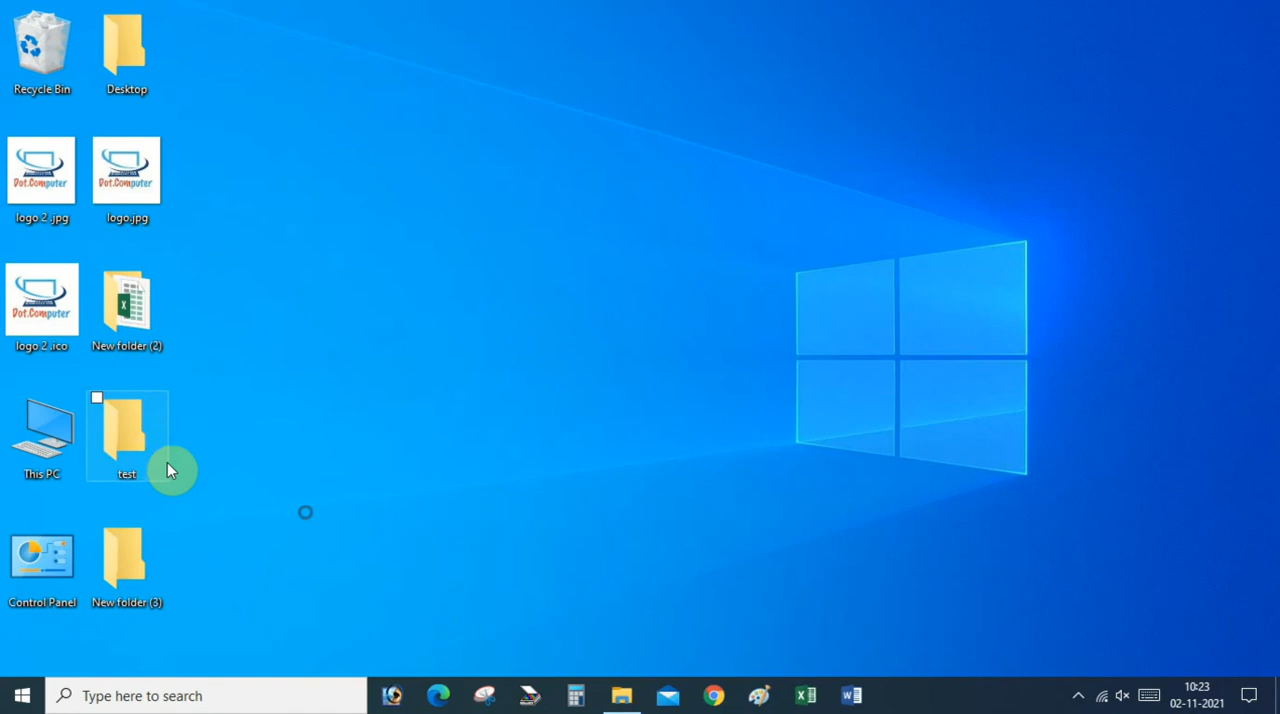 Recycle Bin
Desktop
Dot.Computer
Dot.Computer
logo 2 .jpg
logo.jpg
Dot.Computer
logo 2 .ico
New folder (2)
This PC
test
Control Panel
New folder (3)
Type here to search
10:23
02-11-2021